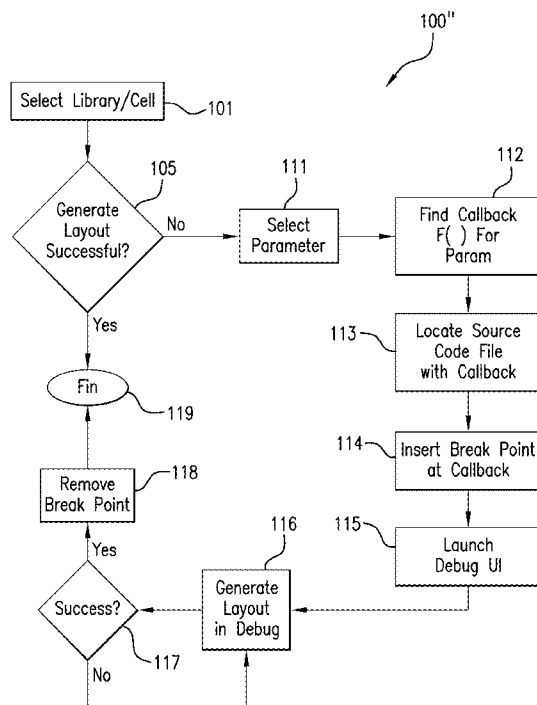 100"
Select Library/Cell
101
105
Generate
Layout
Successful?
No
Yes
111
Select
Parameter
112
Find Callback
F( ) For
Param
113
Locate Source
Code File
with Callback
114
Insert Break Point
at Callback
115
Launch
Debug UI
116
Generate
Layout
in Debug
Success?
117
Yes
No
118
Remove
Break Point
Fin
119